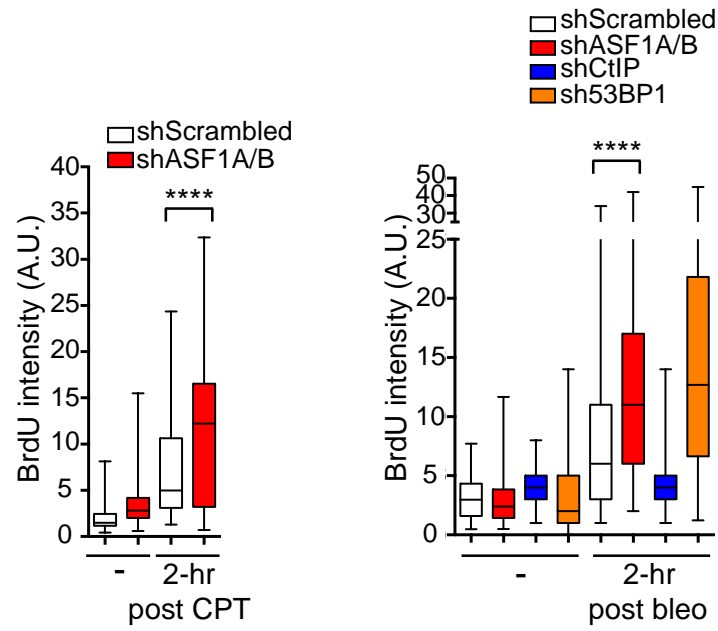 shScrambled
shASF1A/B
40
35
30
25
20
15
10
5
0
BrdU intensity (A.U.)
****
-
2-hr
post CPT
shScrambled
shASF1A/B
shCtIP
sh53BP1
50
40
30
25
20
15
10
5
0
BrdU intensity (A.U.)
****
-
2-hr
post bleo